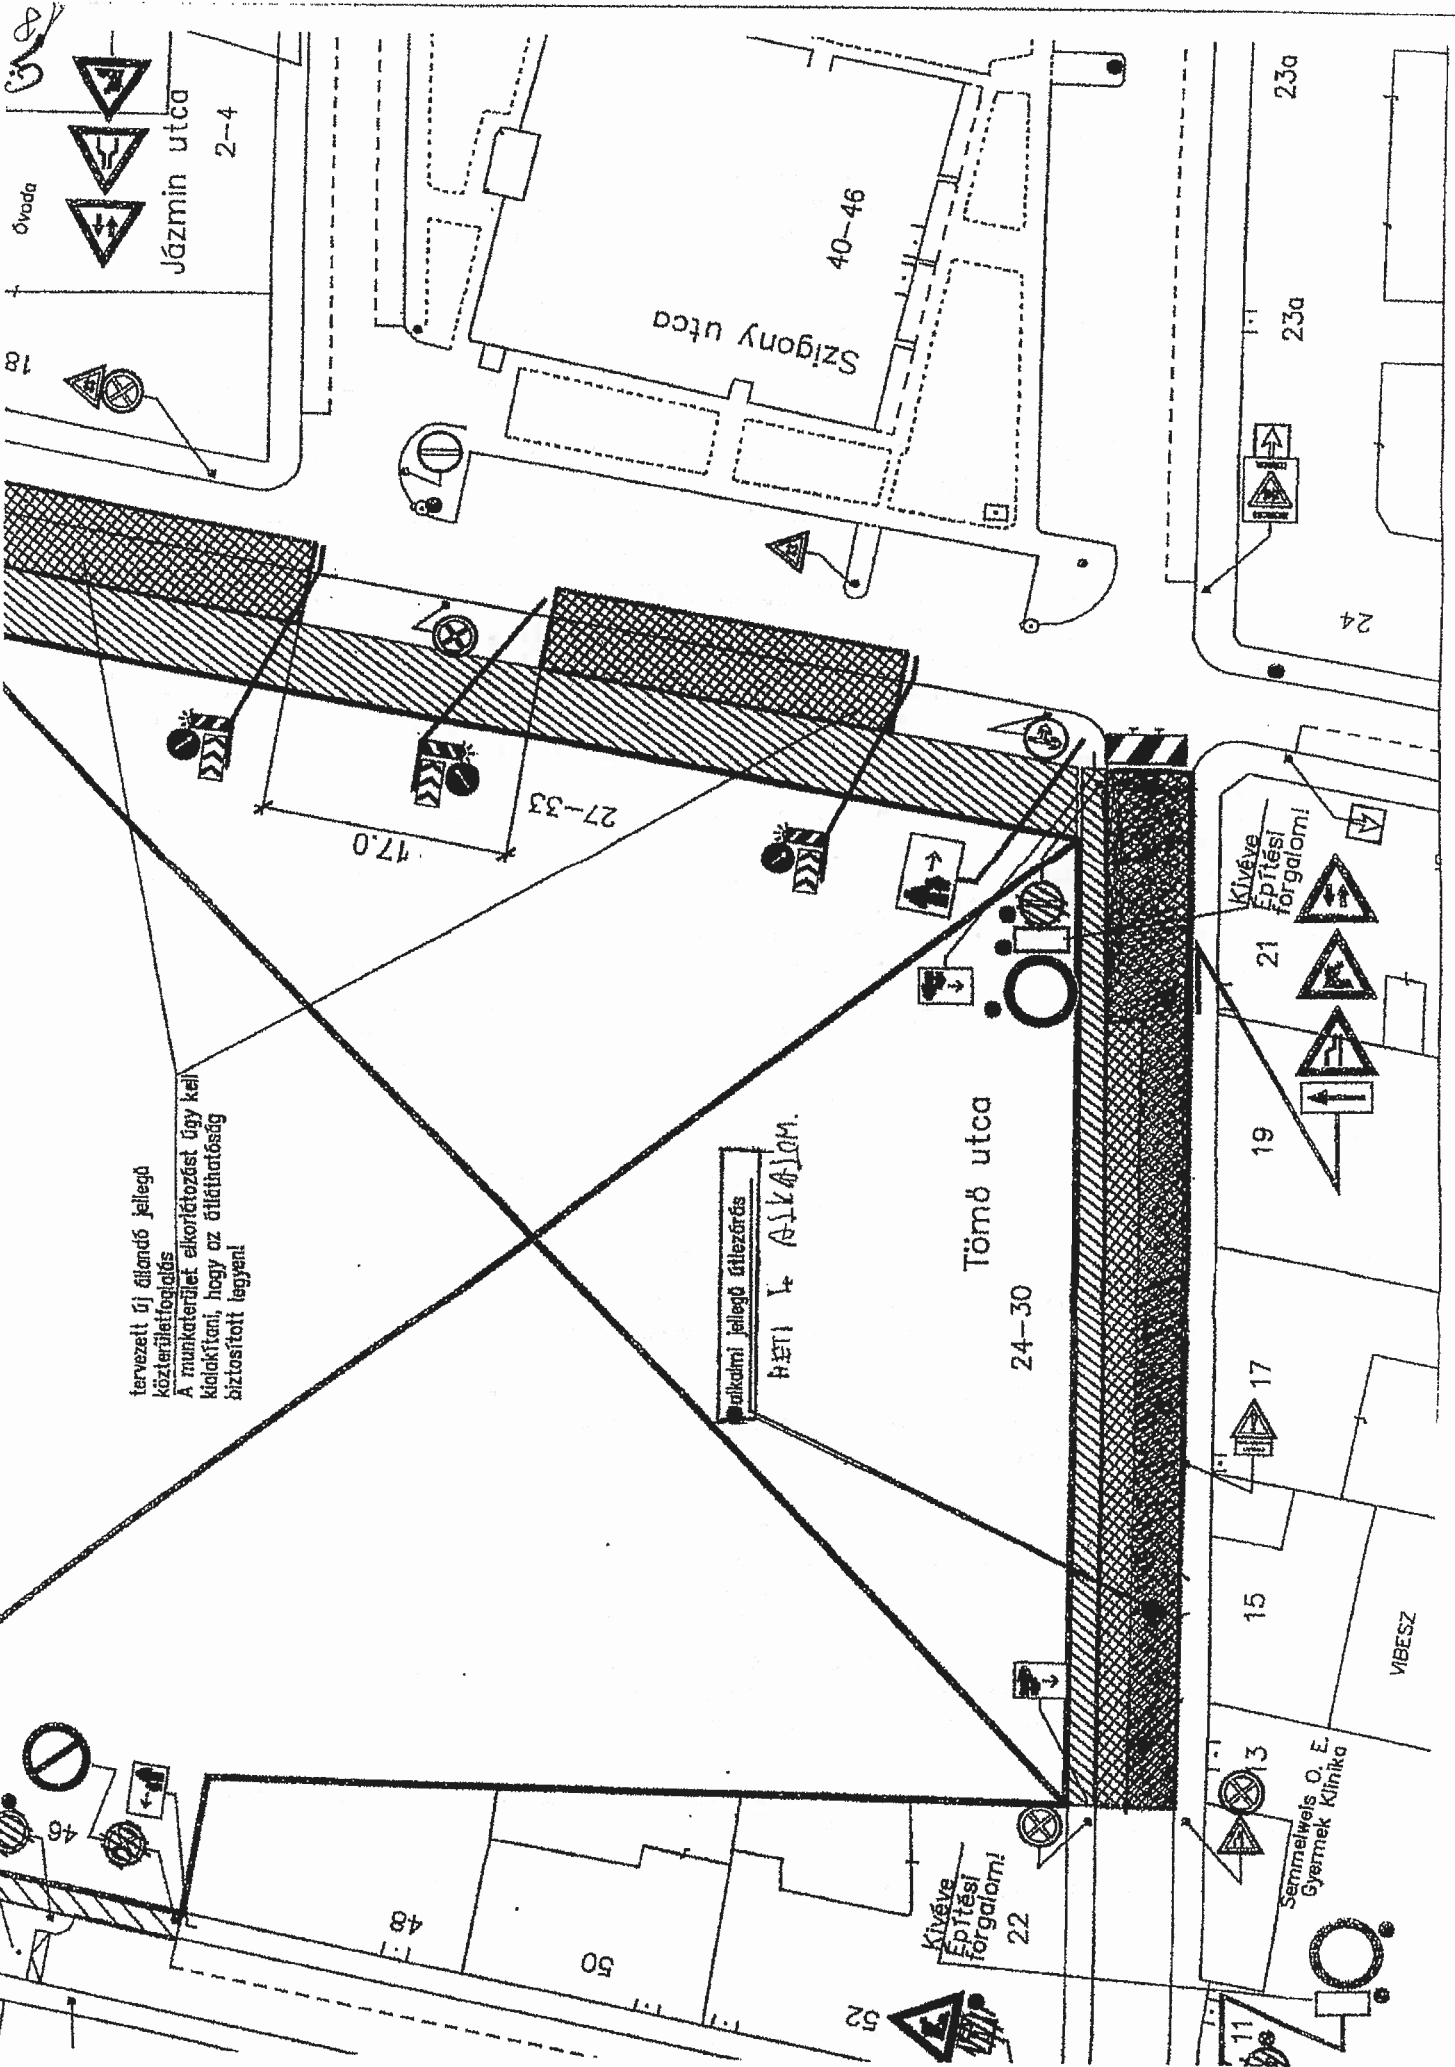 8
Óvoda
Jázmin utca
2-4
18
Szigony utca
40-46
23a
23a
24
27-33
17.0
Kivéve
Építési
forgalom!
21
19
17
15
13
VIBESZ
Semmelweis O. E.
Gyermek Klinika
11
tervezett új állandó jellegű
közterületfoglalás
A munkaterület elkorlátozást úgy kell
kialakítani, hogy az átláthatóság
biztosított legyen!
alkalmi jellegű útlezárás
HETI 4 ALKALOM.
Tömő utca
24-30
46
48
50
52
Kivéve
Építési
forgalom!
22